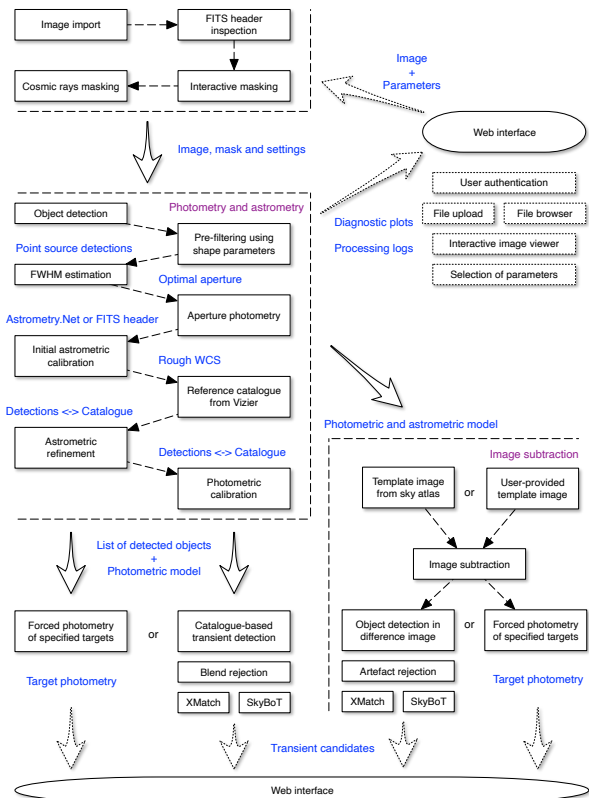 Image import
FITS header
inspection
Cosmic rays masking
Interactive masking
Image
+
Parameters
Web interface
Image, mask and settings
User authentication
File upload
File browser
Interactive image viewer
Selection of parameters
Diagnostic plots
Processing logs
Photometry and astrometry
Object detection
Pre-filtering using
shape parameters
Point source detections
FWHM estimation
Optimal aperture
Aperture photometry
Astrometry.Net or FITS header
Initial astrometric
calibration
Rough WCS
Reference catalogue
from Vizier
Detections <-> Catalogue
Astrometric
refinement
Detections <-> Catalogue
Photometric
calibration
Photometric and astrometric model
Image subtraction
Template image
from sky atlas
or
User-provided
template image
Image subtraction
List of detected objects
+
Photometric model
Forced photometry
of specified targets
or
Catalogue-based
transient detection
Blend rejection
XMatch
SkyBoT
Target photometry
Object detection in
difference image
or
Forced photometry
of specified targets
Artefact rejection
XMatch
SkyBoT
Target photometry
Transient candidates
Web interface